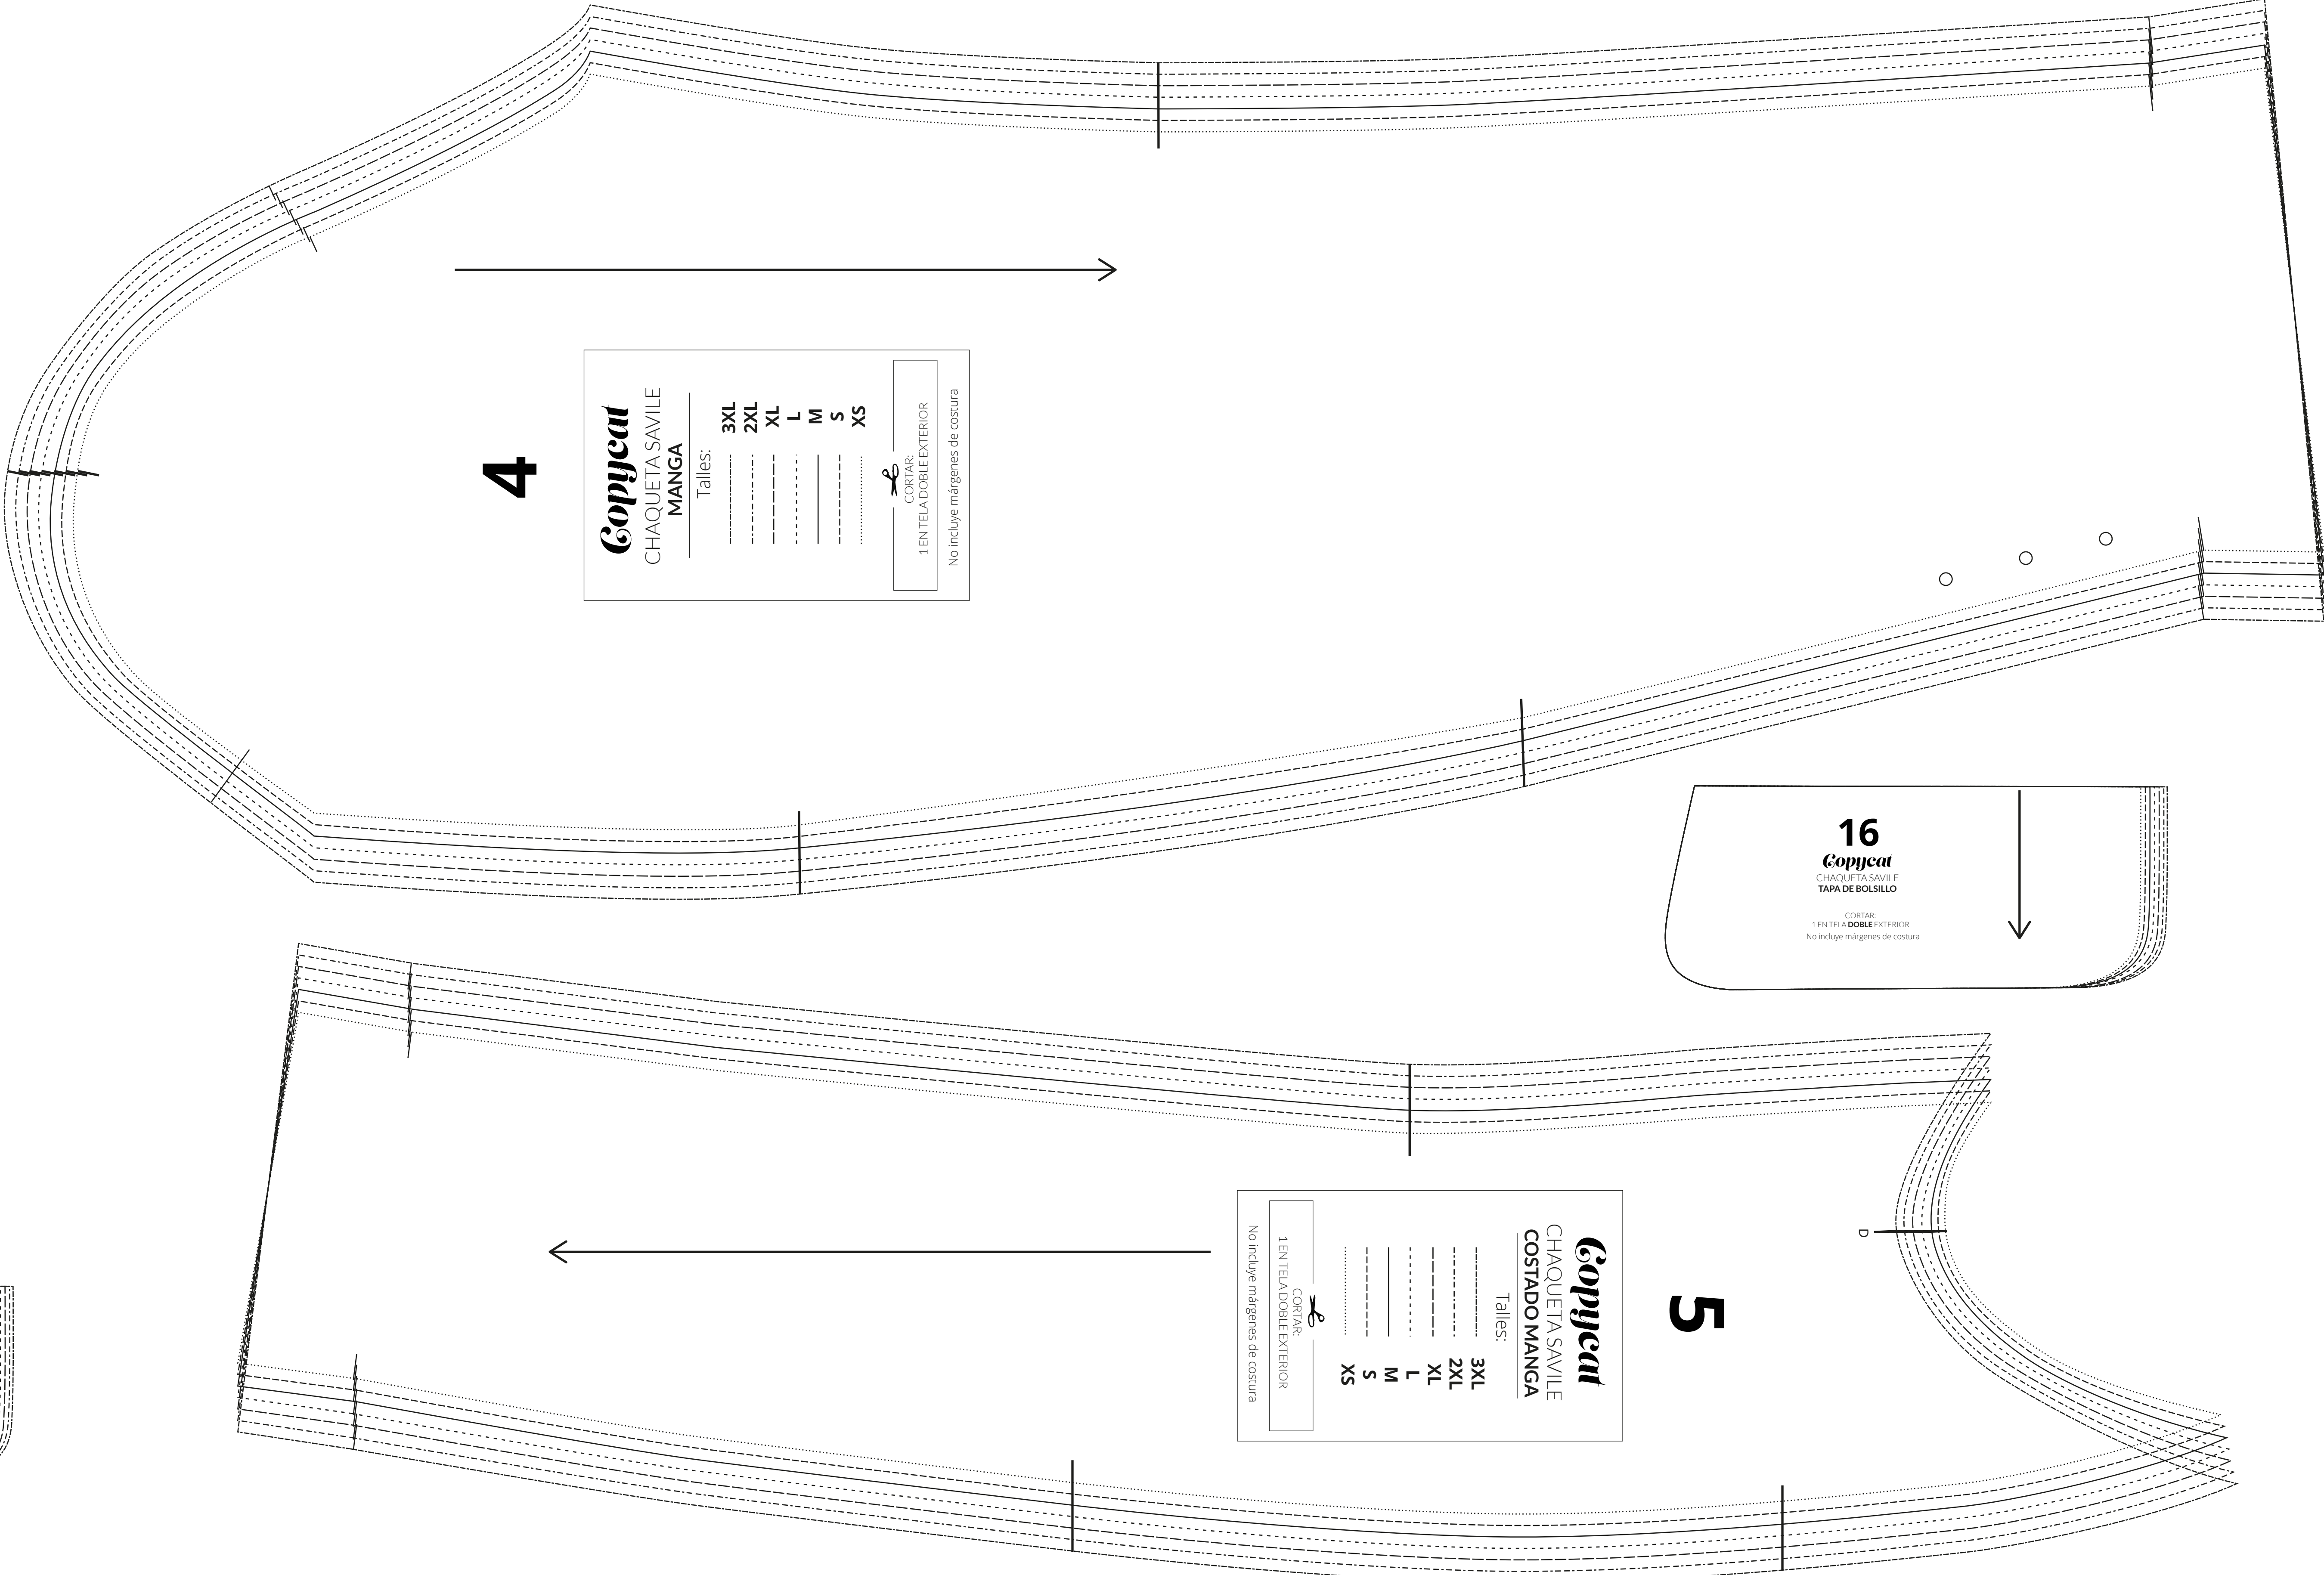 4
Copycat
CHAQUETA SAVILE
MANGA
Talles:
3XL
2XL
XL
L
M
S
XS
CORTAR:
1 EN TELA DOBLE EXTERIOR
No incluye márgenes de costura
16
Copycat
CHAQUETA SAVILE
TAPA DE BOLSILLO
CORTAR:
1 EN TELA DOBLE EXTERIOR
No incluye márgenes de costura
5
Copycat
CHAQUETA SAVILE
COSTADO MANGA
Talles:
3XL
2XL
XL
L
M
S
XS
CORTAR:
1 EN TELA DOBLE EXTERIOR
No incluye márgenes de costura
D